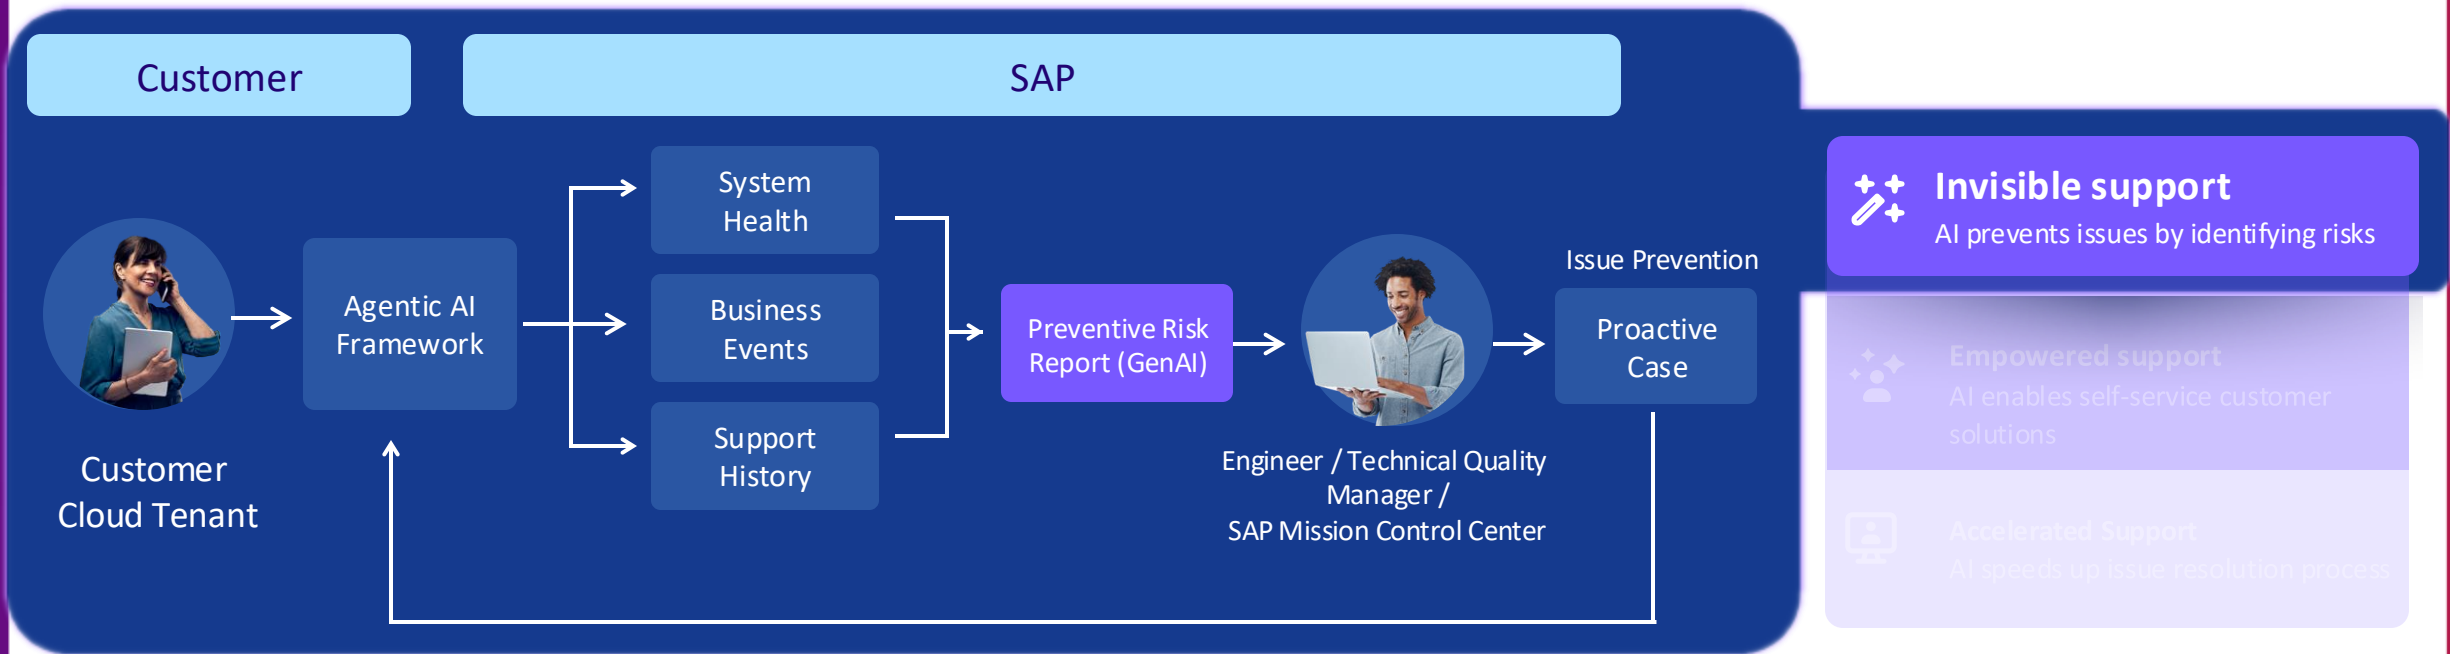 Customer
SAP
Customer
Cloud Tenant
Agentic AI
Framework
System
Health
Business
Events
Support
History
Preventive Risk
Report (GenAI)
Engineer / Technical Quality
Manager /
SAP Mission Control Center
Issue Prevention
Proactive
Case
Invisible support
AI prevents issues by identifying risks
Empowered support
AI enables self-service customer
solutions
Accelerated Support
AI speeds up issue resolution process